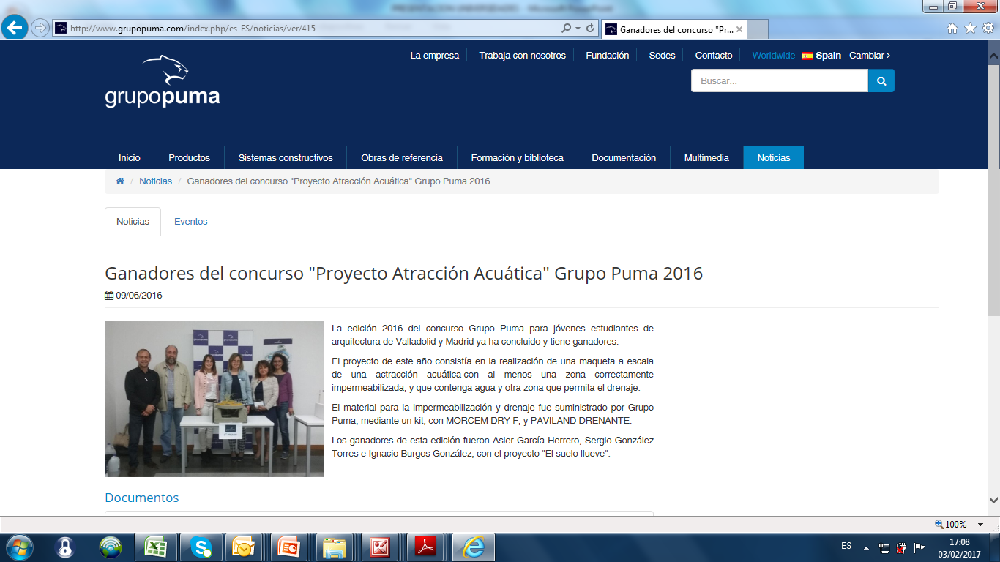 PRESENTACION UNIVERSIDADES - Microsoft PowerPoint
http://www.grupopuma.com/index.php/es-ES/noticias/ver/415
Ganadores del concurso "Pr...
La empresa
Trabaja con nosotros
Fundación
Sedes
Contacto
Worldwide
Spain - Cambiar
grupopuma
Buscar...
Inicio
Productos
Sistemas constructivos
Obras de referencia
Formación y biblioteca
Documentación
Multimedia
Noticias
/ Noticias / Ganadores del concurso "Proyecto Atracción Acuática" Grupo Puma 2016
Noticias
Eventos
Ganadores del concurso "Proyecto Atracción Acuática" Grupo Puma 2016
09/06/2016
La edición 2016 del concurso Grupo Puma para jóvenes estudiantes de
arquitectura de Valladolid y Madrid ya ha concluido y tiene ganadores.
El proyecto de este año consistía en la realización de una maqueta a escala
de una actracción acuática con al menos una zona correctamente
impermeabilizada, y que contenga agua y otra zona que permita el drenaje.
El material para la impermeabilización y drenaje fue suministrado por Grupo
Puma, mediante un kit, con MORCEM DRY F, y PAVILAND DRENANTE.
Los ganadores de esta edición fueron Asier García Herrero, Sergio González
Torres e Ignacio Burgos González, con el proyecto "El suelo llueve".
Documentos
100%
ES
17:08
03/02/2017